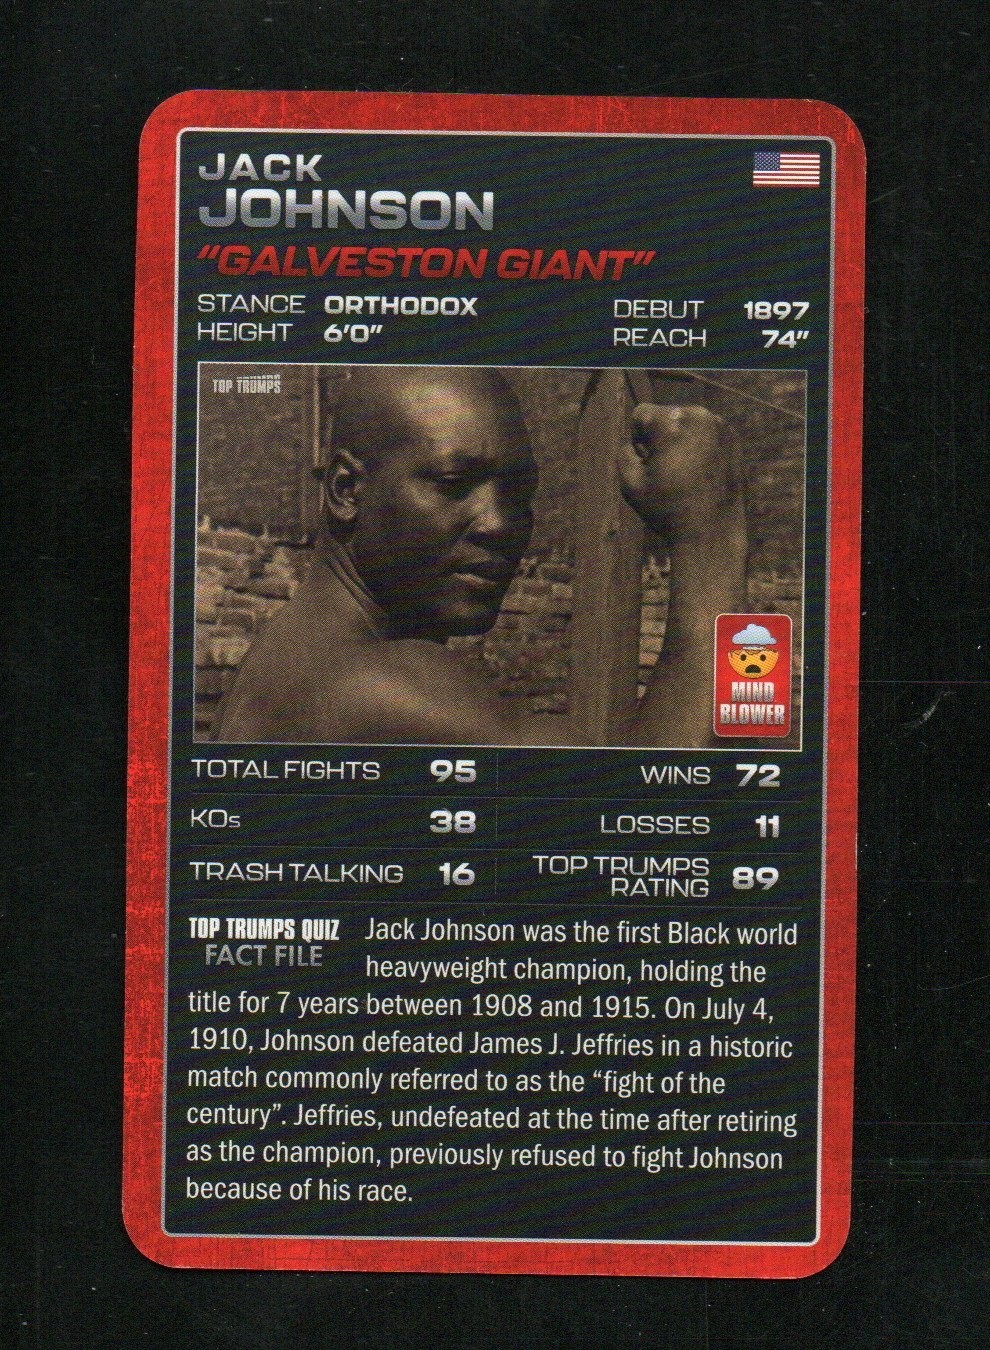 JACK
JOHNSON
"GALVESTON GIANT"
STANCE ORTHODOX DEBUT 1897
HEIGHT 6'0" REACH 74"
TOP TRUMPS
MIND
BLOWER
TOTAL FIGHTS 95 WINS 72
KOs 38 LOSSES 11
TRASH TALKING 16 TOP TRUMPS
RATING 89
TOP TRUMPS QUIZ
FACT FILE
Jack Johnson was the first Black world
heavyweight champion, holding the
title for 7 years between 1908 and 1915. On July 4,
1910, Johnson defeated James J. Jeffries in a historic
match commonly referred to as the “fight of the
century”. Jeffries, undefeated at the time after retiring
as the champion, previously refused to fight Johnson
because of his race.